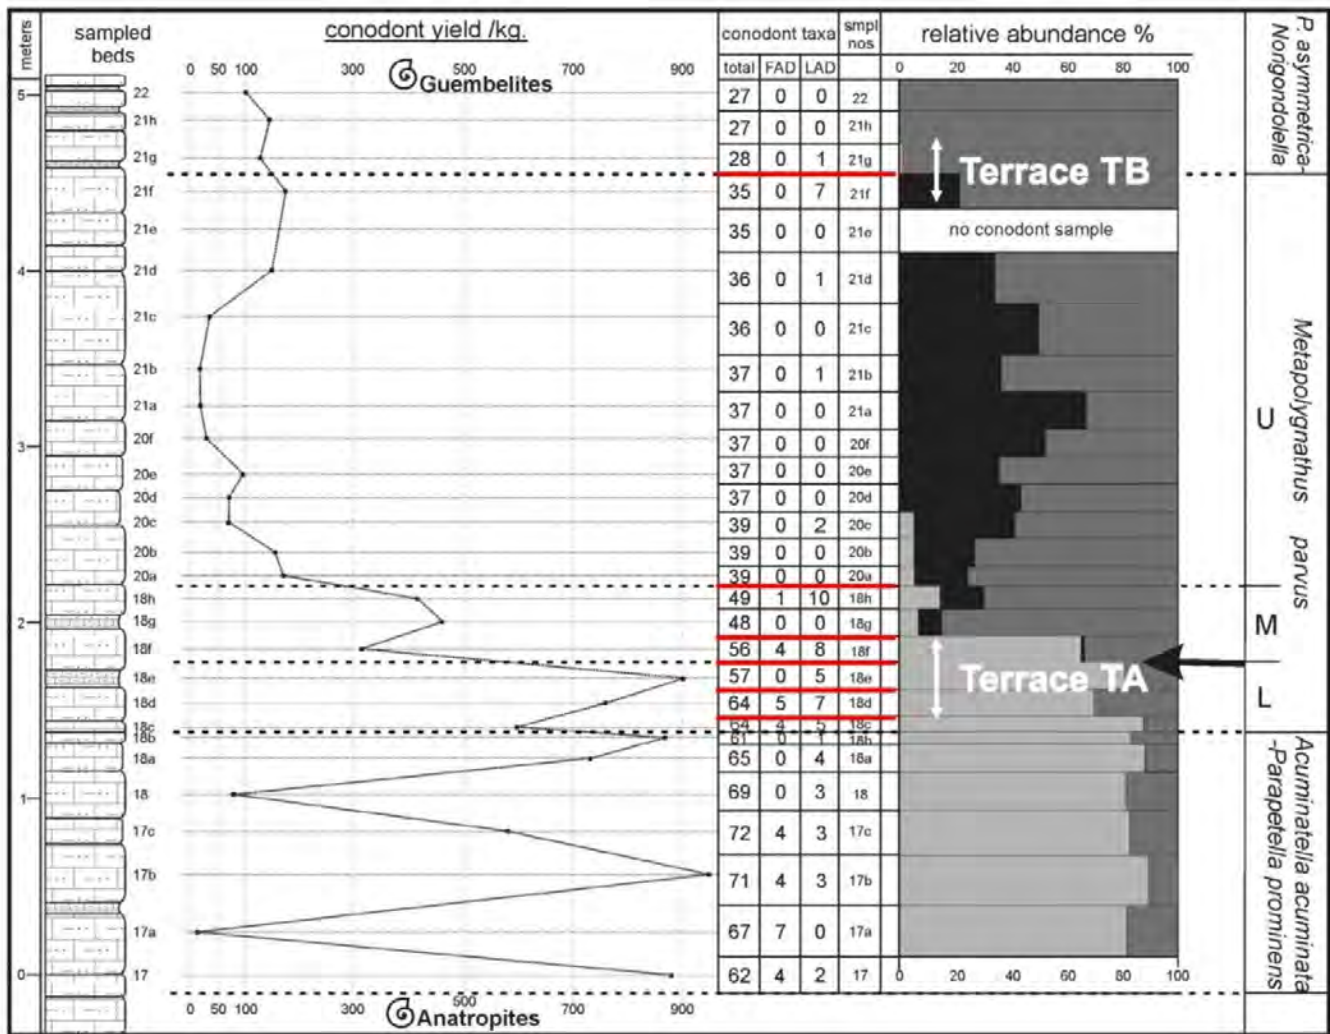 meters
sampled
beds
conodont yield /kg.
conodont taxa
smpl
nos
relative abundance %
P. asymmetrica-
Norigondolella
total FAD LAD
0 50 100 300 500 700 900
Guembelites
0 20 40 60 80 100
5
22 27 0 0 22
21h 27 0 0 21h
21g 28 0 1 21g
Terrace TB
21f 35 0 7 21f
21e 35 0 0 21e no conodont sample
4
21d 36 0 1 21d
21c 36 0 0 21c
21b 37 0 1 21b
21a 37 0 0 21a
3
20f 37 0 0 20f
20e 37 0 0 20e
20d 37 0 0 20d
20c 39 0 2 20c
20b 39 0 0 20b
20a 39 0 0 20a
18h 49 1 10 18h
2
18g 48 0 0 18g
18f 56 4 8 18f
18e 57 0 5 18e
Terrace TA
18d 64 5 7 18d
18c 64 4 5 18c
18b 61 0 1 18b
18a 65 0 4 18a
1
18 69 0 3 18
17c 72 4 3 17c
17b 71 4 3 17b
17a 67 7 0 17a
0
17 62 4 2 17
U
M
L
Metapolygnathus parvus
Acuminatella acuminata
-Parapetella prominens
0 50 100 300 500 700 900
Anatropites
0 20 40 60 80 100